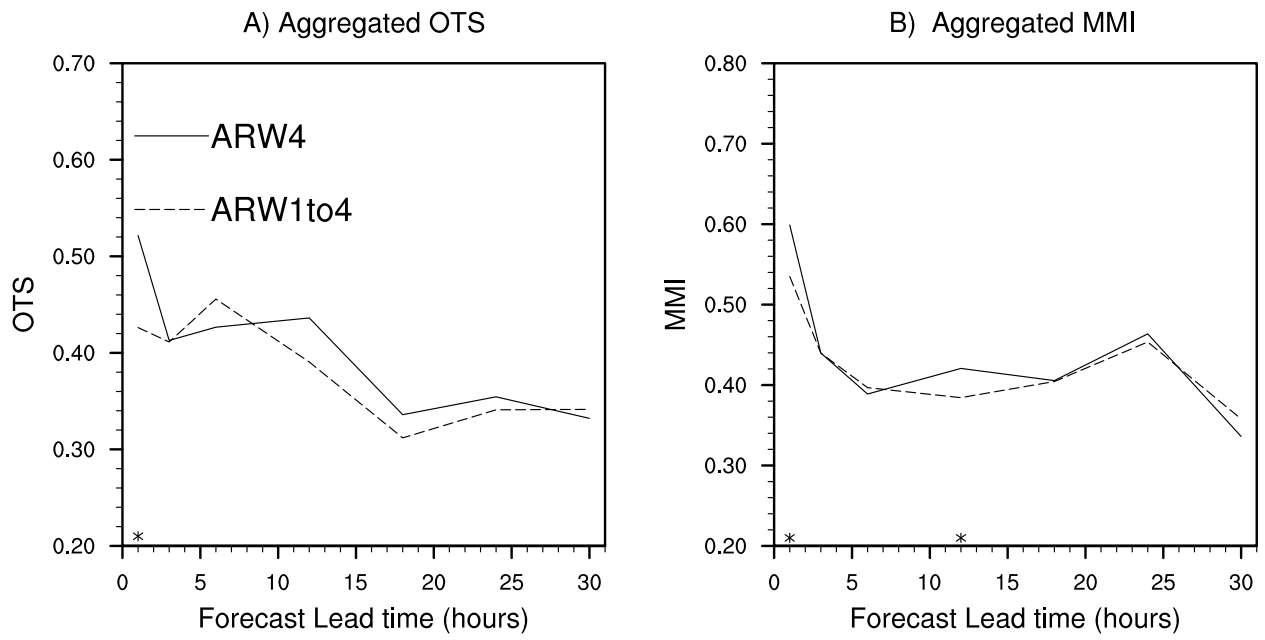 A) Aggregated OTS
0.70
0.60
0.50
0.40
0.30
0.20
OTS
ARW4
ARW1to4
*
0 5 10 15 20 25 30
Forecast Lead time (hours)
B) Aggregated MMI
0.80
0.70
0.60
0.50
0.40
0.30
0.20
MMI
* *
0 5 10 15 20 25 30
Forecast Lead time (hours)